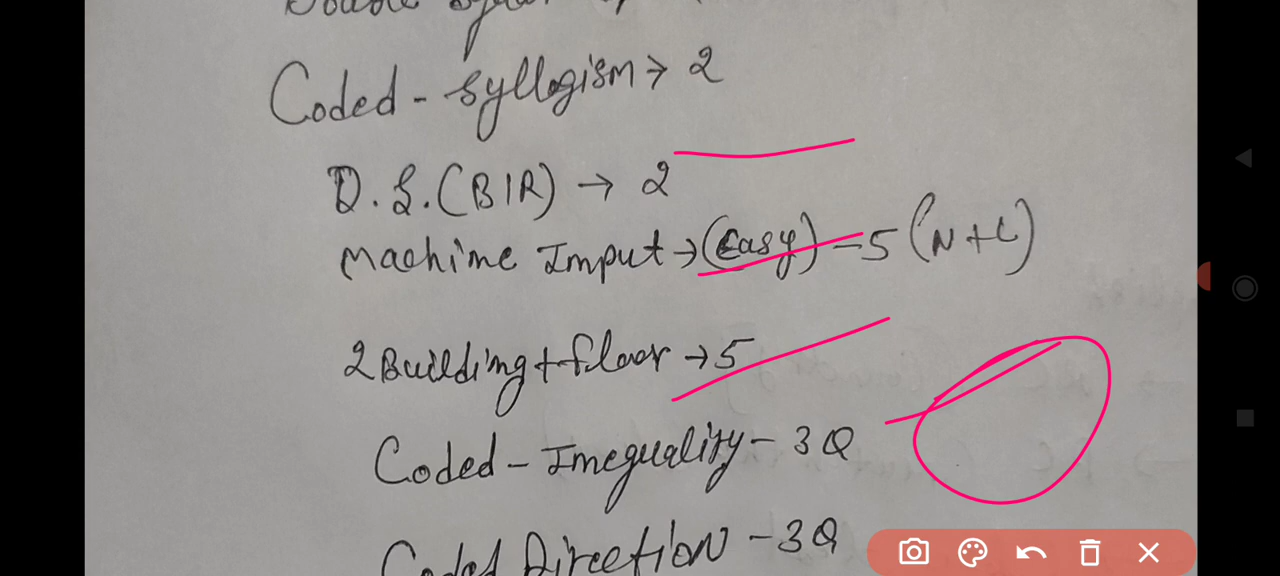 Coded - Syllogism → 2
D.S. (BIR) → 2
Machine Input → (Easy) - 5 (N+L)
2 Building + floor → 5
Coded - Inequality - 3Q
Coded Direction - 3Q